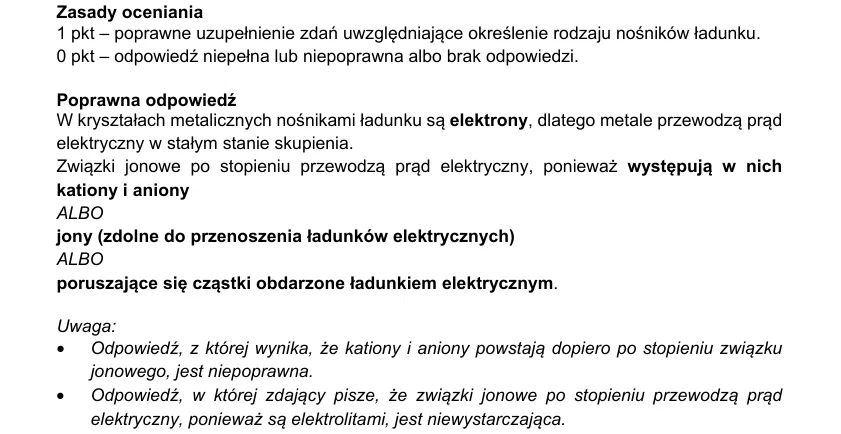 Zasady oceniania
1 pkt – poprawne uzupełnienie zdań uwzględniające określenie rodzaju nośników ładunku.
0 pkt – odpowiedź niepełna lub niepoprawna albo brak odpowiedzi.
Poprawna odpowiedź
W kryształach metalicznych nośnikami ładunku są elektrony, dlatego metale przewodzą prąd
elektryczny w stałym stanie skupienia.
Związki jonowe po stopieniu przewodzą prąd elektryczny, ponieważ występują w nich
kationy i aniony
ALBO
jony (zdolne do przenoszenia ładunków elektrycznych)
ALBO
poruszające się cząstki obdarzone ładunkiem elektrycznym.
Uwaga:
• Odpowiedź, z której wynika, że kationy i aniony powstają dopiero po stopieniu związku
jonowego, jest niepoprawna.
• Odpowiedź, w której zdający pisze, że związki jonowe po stopieniu przewodzą prąd
elektryczny, ponieważ są elektrolitami, jest niewystarczająca.